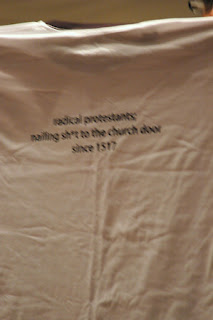 radical protestants:
nailing sh*t to the church door
since 1517